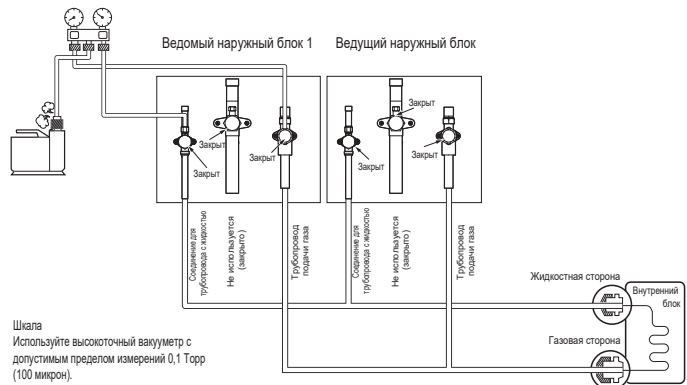 Ведомый наружный блок 1
Ведущий наружный блок
Закрыт
Закрыт
Закрыт
Закрыт
Закрыт
Закрыт
Соединение для
трубопровода с жидкостью
Не используется
(закрыто )
Трубопровод
подачи газа
Соединение для
трубопровода с жидкостью
Не используется
(закрыто )
Трубопровод
подачи газа
Жидкостная сторона
Внутренний
блок
Газовая сторона
Шкала
Используйте высокоточный вакууметр с
допустимым пределом измерений 0,1 Торр
(100 микрон).